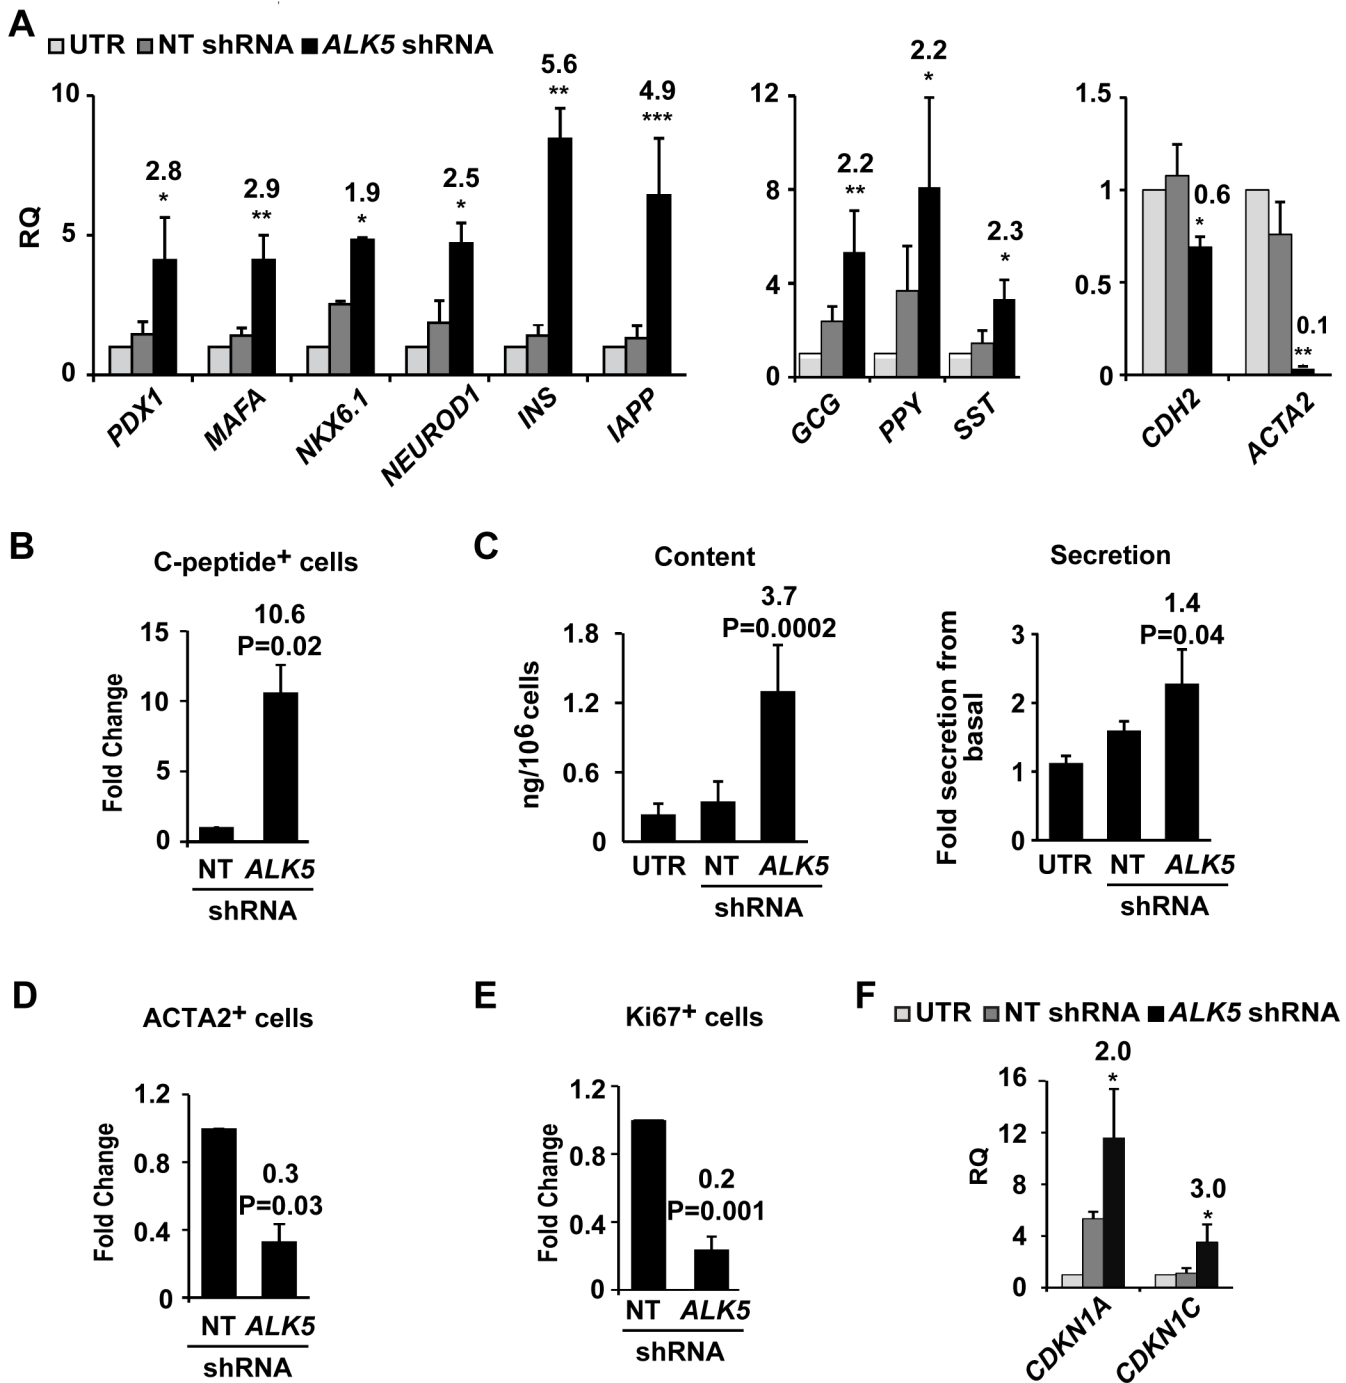 A
UTR NT shRNA ALK5 shRNA
RQ
10
5
0
2.8
*
2.9
**
1.9
*
2.5
*
5.6
**
4.9
***
PDX1
MAFA
NKX6.1
NEUROD1
INS
IAPP
12
8
4
0
2.2
**
2.2
*
2.3
*
GCG
PPY
SST
1.5
1
0.5
0
0.6
*
0.1
**
CDH2
ACTA2
B
C-peptide+ cells
Fold Change
15
10
5
0
10.6
P=0.02
NT ALK5
shRNA
C
Content
ng/10⁶ cells
1.8
1.2
0.6
0
3.7
P=0.0002
UTR NT ALK5
shRNA
Secretion
Fold secretion from
basal
3
2
1
0
1.4
P=0.04
UTR NT ALK5
shRNA
D
ACTA2+ cells
Fold Change
1.2
0.8
0.4
0
0.3
P=0.03
NT ALK5
shRNA
E
Ki67+ cells
Fold Change
1.2
0.8
0.4
0
0.2
P=0.001
NT ALK5
shRNA
F
UTR NT shRNA ALK5 shRNA
RQ
16
12
8
4
0
2.0
*
3.0
*
CDKN1A
CDKN1C